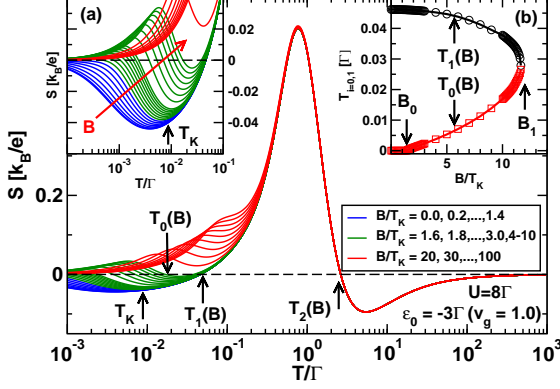 (a)
0.02
0
-0.02
-0.04
S [k_B/e]
B
T_K
10^-3 10^-2 10^-1
T/Γ
(b)
0.04
0.03
0.02
0.01
0.00
T_{i=0,1} [Γ]
T_1(B)
T_0(B)
B_0
B_1
0 5 10
B/T_K
S [k_B/e]
0.2
0
T_0(B)
T_K
T_1(B)
T_2(B)
B/T_K = 0.0, 0.2,...,1.4
B/T_K = 1.6, 1.8,...,3.0,4-10
B/T_K = 20, 30,...,100
U=8Γ
ε_0 = -3Γ (v_g = 1.0)
10^-3 10^-2 10^-1 10^0 10^1 10^2 10^3
T/Γ